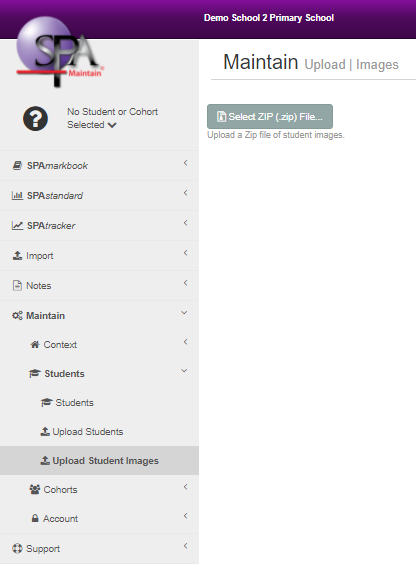 Demo School 2 Primary School
SPA
Maintain
Maintain Upload | Images
No Student or Cohort
Selected
Select ZIP (.zip) File...
Upload a Zip file of student images.
SPAmarkbook
SPAstandard
SPAtracker
Import
Notes
Maintain
Context
Students
Students
Upload Students
Upload Student Images
Cohorts
Account
Support